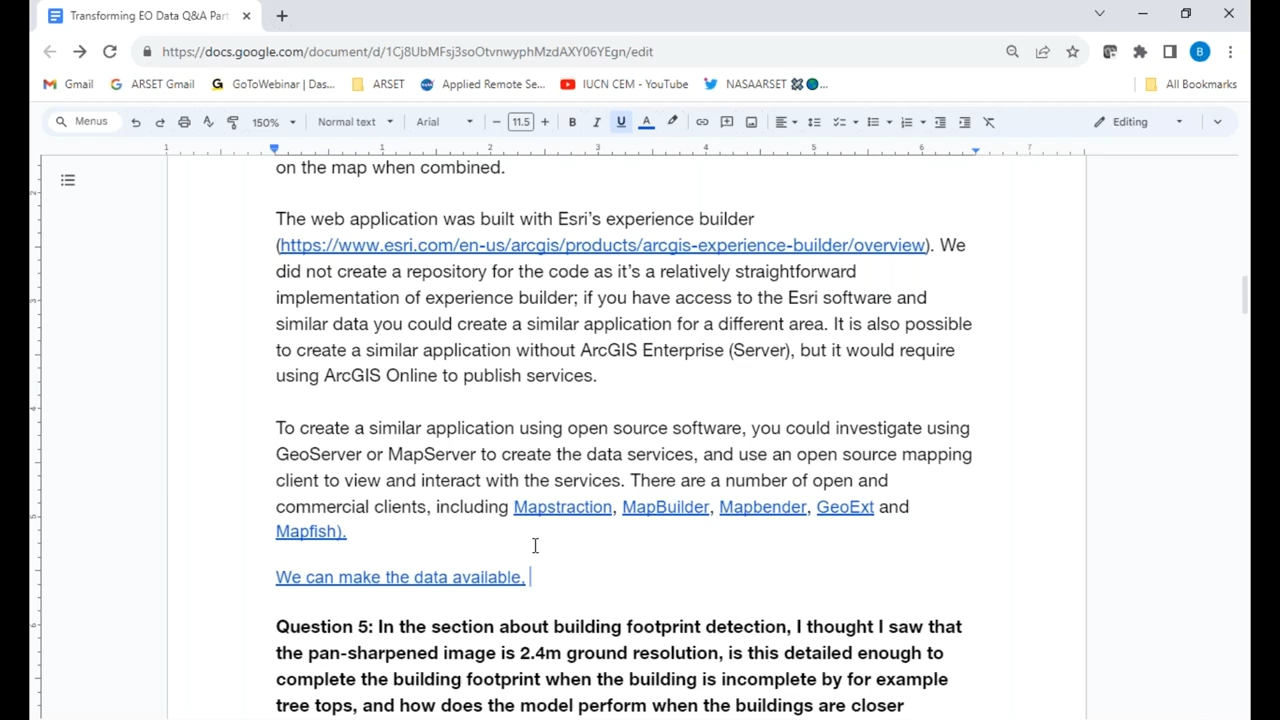 Transforming EO Data Q&A Par
https://docs.google.com/document/d/1Cj8UbMFsj3soOtvnwyphMzdAXY06YEgn/edit
B
Gmail
ARSET Gmail
GoToWebinar | Das...
ARSET
Applied Remote Se...
IUCN CEM - YouTube
NASAARSET
All Bookmarks
Menus
150%
Normal text
Arial
11.5
B
I
U
A
Editing
1
1
2
3
4
5
6
7
on the map when combined.
The web application was built with Esri's experience builder
(https://www.esri.com/en-us/arcgis/products/arcgis-experience-builder/overview). We
did not create a repository for the code as it's a relatively straightforward
implementation of experience builder; if you have access to the Esri software and
similar data you could create a similar application for a different area. It is also possible
to create a similar application without ArcGIS Enterprise (Server), but it would require
using ArcGIS Online to publish services.
To create a similar application using open source software, you could investigate using
GeoServer or MapServer to create the data services, and use an open source mapping
client to view and interact with the services. There are a number of open and
commercial clients, including Mapstraction, MapBuilder, Mapbender, GeoExt and
Mapfish).
We can make the data available.
Question 5: In the section about building footprint detection, I thought I saw that
the pan-sharpened image is 2.4m ground resolution, is this detailed enough to
complete the building footprint when the building is incomplete by for example
tree tops, and how does the model perform when the buildings are closer